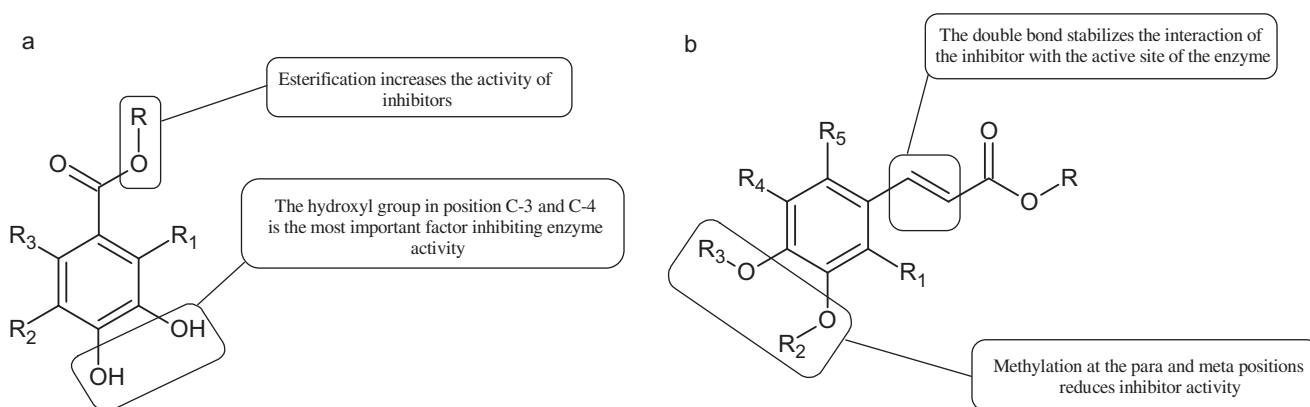 a
Esterification increases the activity of
inhibitors
R
O
O
The hydroxyl group in position C-3 and C-4
is the most important factor inhibiting enzyme
activity
R3
R1
R2
OH
OH
b
The double bond stabilizes the interaction of
the inhibitor with the active site of the enzyme
O
R5
R4
R
O
R3
O
R1
O
R2
Methylation at the para and meta positions
reduces inhibitor activity